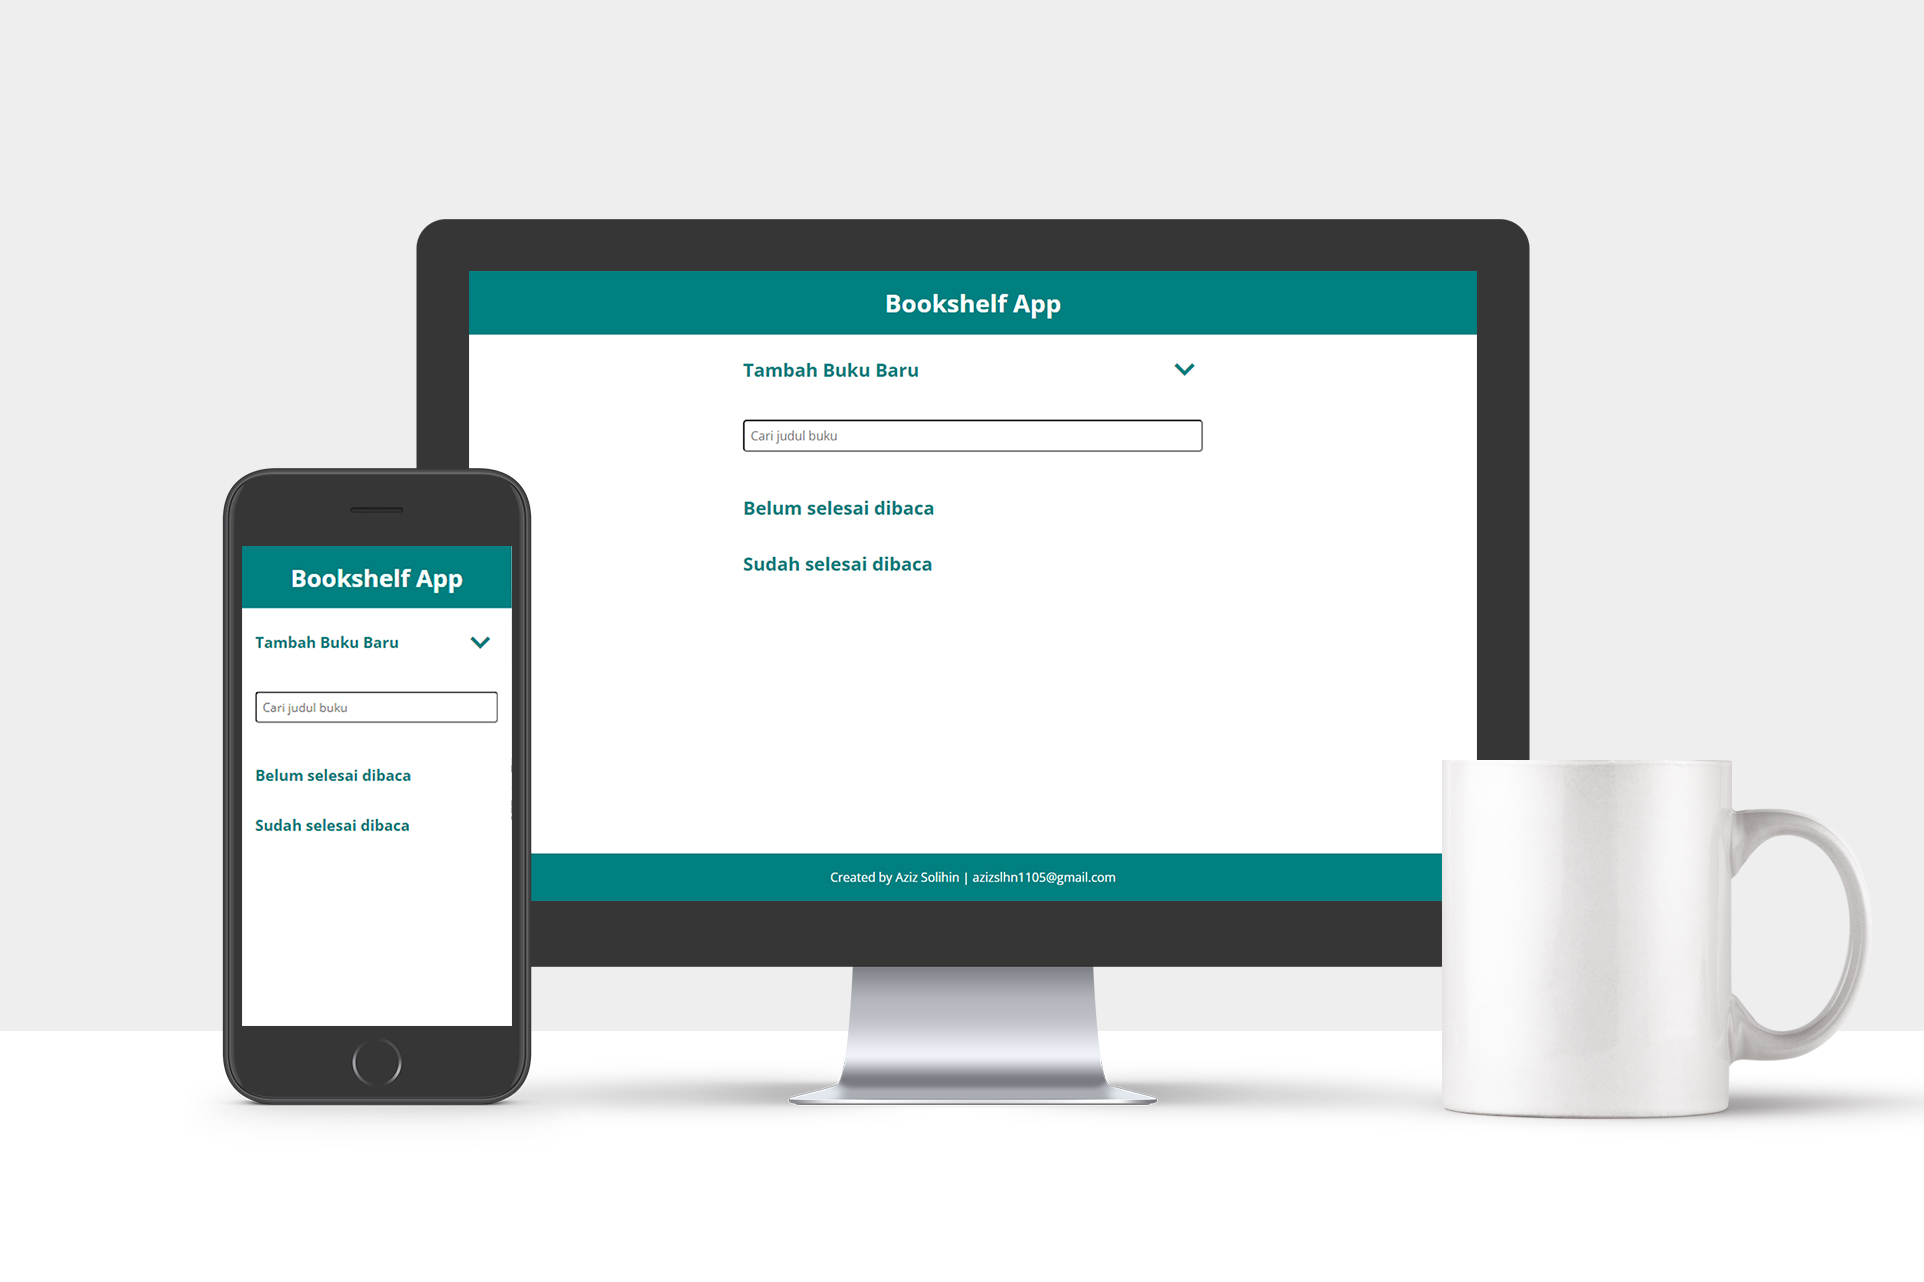 Bookshelf App
Tambah Buku Baru
Cari judul buku
Belum selesai dibaca
Sudah selesai dibaca
Created by Aziz Solihin | azizslhn1105@gmail.com
Bookshelf App
Tambah Buku Baru
Cari judul buku
Belum selesai dibaca
Sudah selesai dibaca